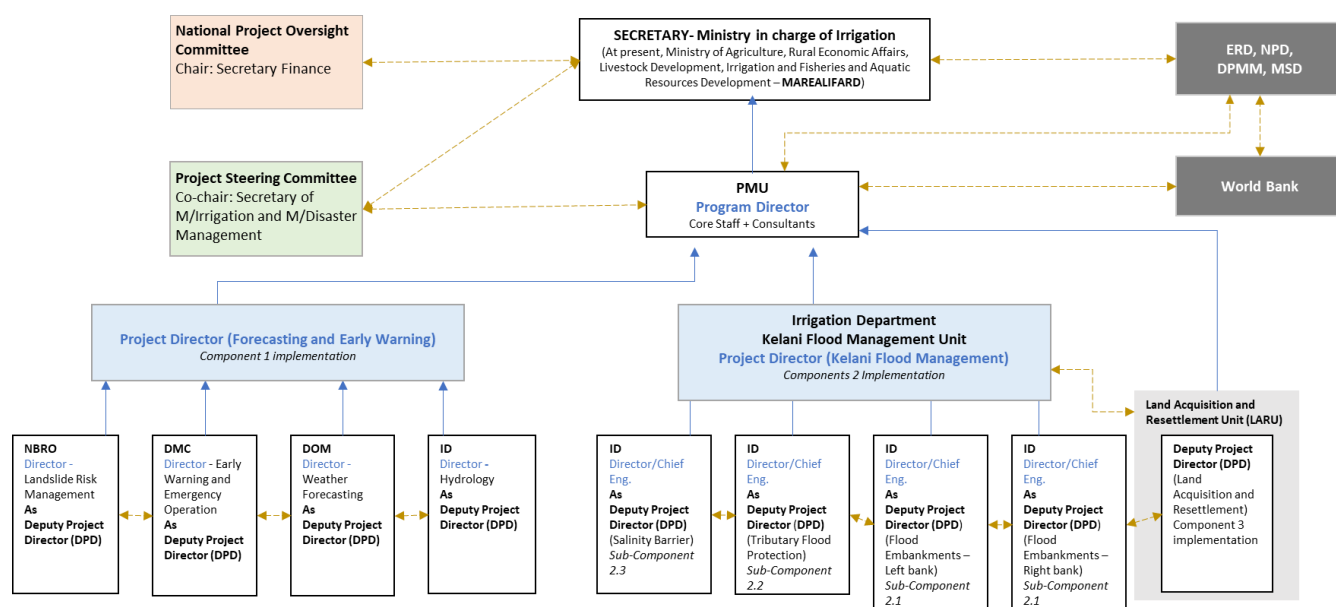 National Project Oversight
Committee
Chair: Secretary Finance
SECRETARY- Ministry in charge of Irrigation
(At present, Ministry of Agriculture, Rural Economic Affairs,
Livestock Development, Irrigation and Fisheries and Aquatic
Resources Development – MAREALIFARD)
ERD, NPD,
DPMM, MSD
Project Steering Committee
Co-chair: Secretary of
M/Irrigation and M/Disaster
Management
PMU
Program Director
Core Staff + Consultants
World Bank
Project Director (Forecasting and Early Warning)
Component 1 implementation
Irrigation Department
Kelani Flood Management Unit
Project Director (Kelani Flood Management)
Components 2 Implementation
Land Acquisition and
Resettlement Unit (LARU)
NBRO
Director -
Landslide Risk
Management
As
Deputy Project
Director (DPD)
DMC
Director - Early
Warning and
Emergency
Operation
As
Deputy Project
Director (DPD)
DOM
Director -
Weather
Forecasting
As
Deputy Project
Director (DPD)
ID
Director -
Hydrology
As
Deputy Project
Director (DPD)
ID
Director/Chief
Eng.
As
Deputy Project
Director (DPD)
(Salinity Barrier)
Sub-Component
2.3
ID
Director/Chief
Eng.
As
Deputy Project
Director (DPD)
(Tributary Flood
Protection)
Sub-Component
2.2
ID
Director/Chief
Eng.
As
Deputy Project
Director (DPD)
(Flood
Embankments –
Left bank)
Sub-Component
2.1
ID
Director/Chief
Eng.
As
Deputy Project
Director (DPD)
(Flood
Embankments –
Right bank)
Sub-Component
2.1
Deputy Project
Director (DPD)
(Land
Acquisition and
Resettlement)
Component 3
implementation